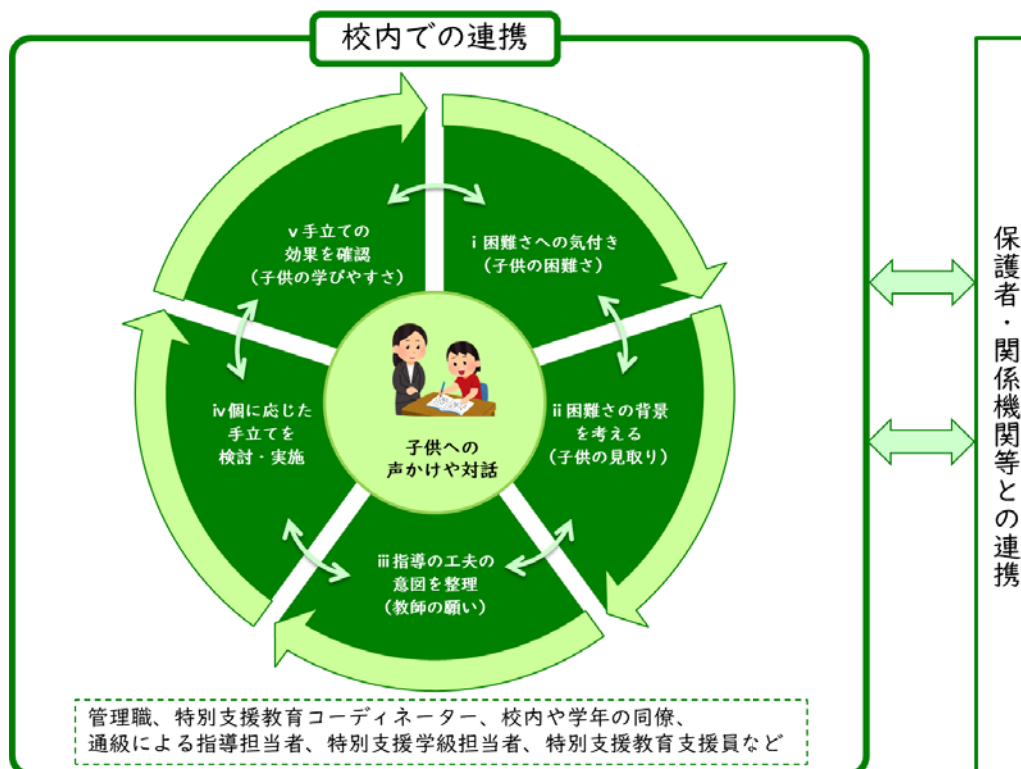 校内での連携
ⅰ困難さへの気付き
(子供の困難さ)
ⅱ困難さの背景
を考える
(子供の見取り)
ⅲ指導の工夫の
意図を整理
(教師の願い)
ⅳ個に応じた
手立てを
検討・実施
ⅴ手立ての
効果を確認
(子供の学びやすさ)
子供への
声かけや対話
管理職、特別支援教育コーディネーター、校内や学年の同僚、
通級による指導担当者、特別支援学級担当者、特別支援教育支援員など
保護者・関係機関等との連携